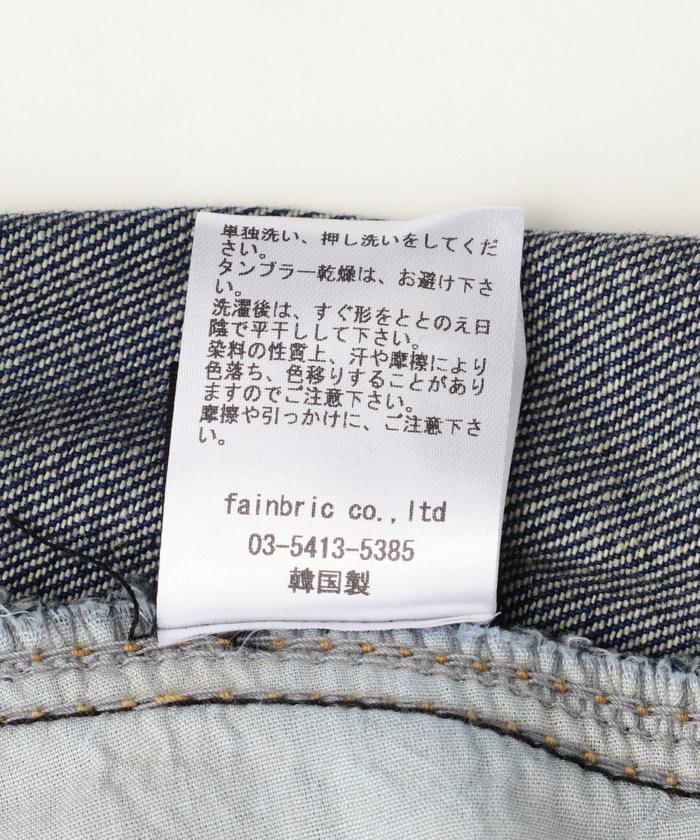 単独洗い、押し洗いをしてくだ
さい。
タンブラー乾燥は、お避け下さ
い。
洗濯後は、すぐ形をととのえ日
陰で平干しして下さい。
染料の性質上、汗や摩擦により
色落ち、色移りすることがあり
ますのでご注意下さい。
摩擦や引っかけに、ご注意下さ
い。
fainbric co.,ltd
03-5413-5385
韓国製